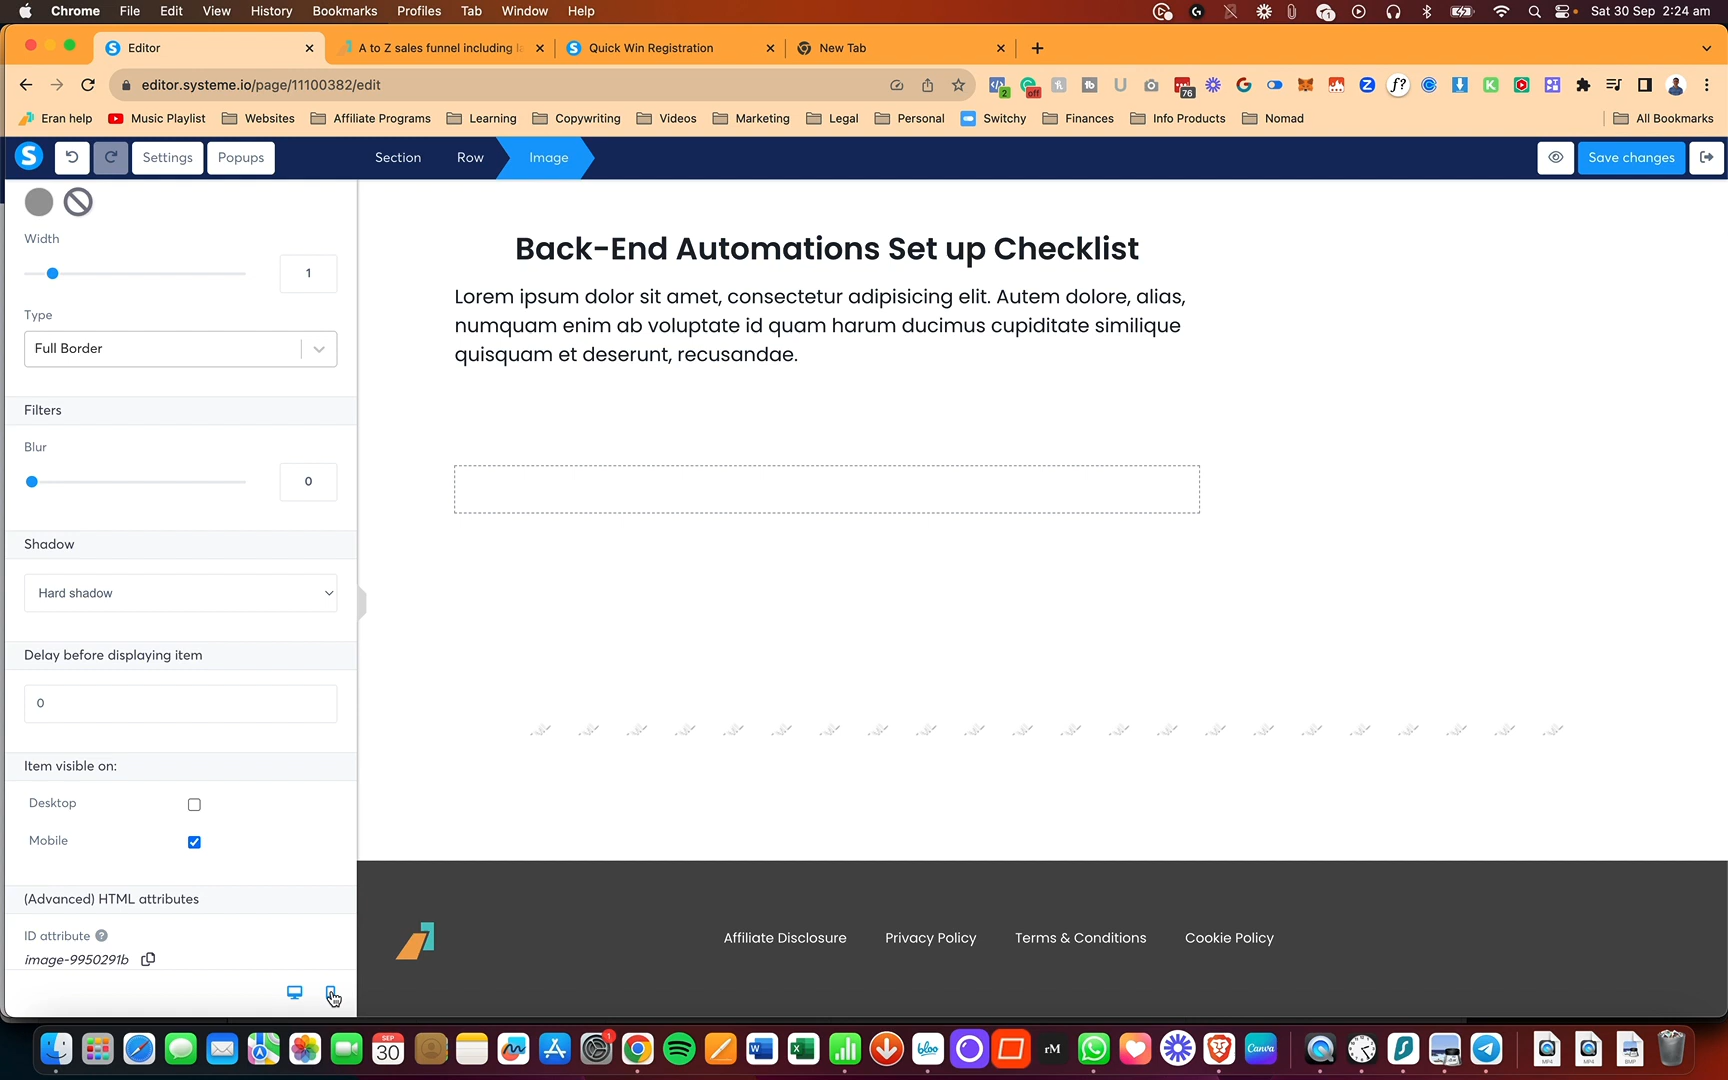 Chrome File Edit View History Bookmarks Profiles Tab Window Help Sat 30 Sep 2:24 am
Editor A to Z sales funnel including Quick Win Registration New Tab
editor.systeme.io/page/11100382/edit
Eran help Music Playlist Websites Affiliate Programs Learning Copywriting Videos Marketing Legal Personal Switchy Finances Info Products Nomad All Bookmarks
Settings Popups Section Row Image Save changes
Width
1
Type
Full Border
Filters
Blur
0
Shadow
Hard shadow
Delay before displaying item
0
Item visible on:
Desktop
Mobile
(Advanced) HTML attributes
ID attribute
image-9950291b
Back-End Automations Set up Checklist
Lorem ipsum dolor sit amet, consectetur adipisicing elit. Autem dolore, alias,
numquam enim ab voluptate id quam harum ducimus cupiditate similique
quisquam et deserunt, recusandae.
Affiliate Disclosure Privacy Policy Terms & Conditions Cookie Policy